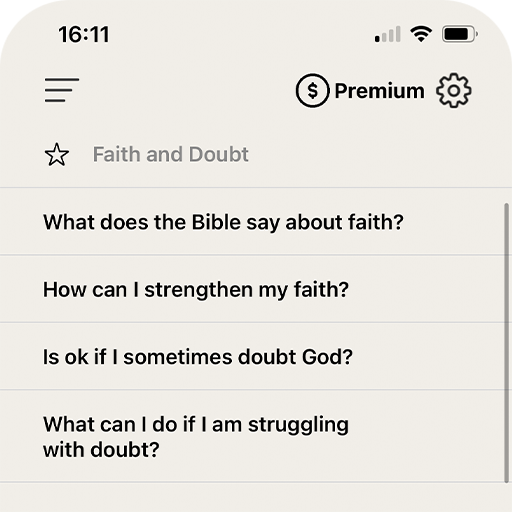 16:11
$ Premium
Faith and Doubt
What does the Bible say about faith?
How can I strengthen my faith?
Is ok if I sometimes doubt God?
What can I do if I am struggling
with doubt?